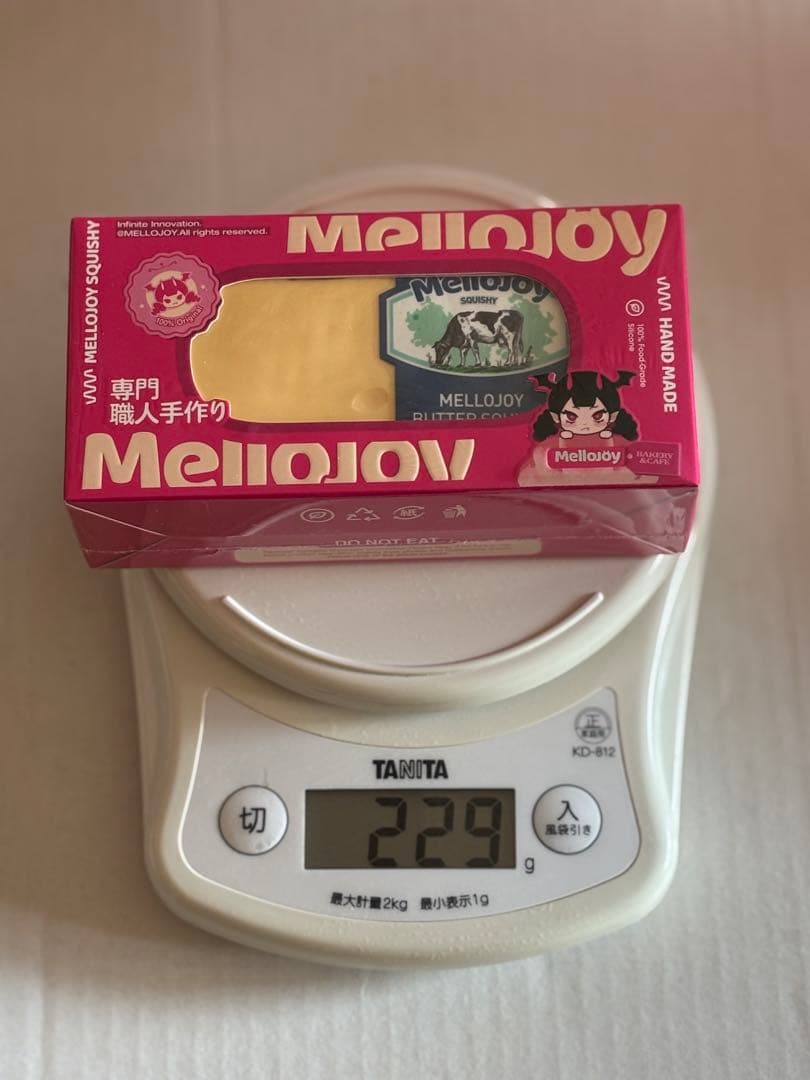 Infinite Innovation.
@MELLOJOY.All rights reserved.
MelloJOY
MELLOJOY SQUISHY
100% Original
MelloJOY
SQUISHY
MELLOJOY
100% Food-Grade
Silicone
HAND MADE
専門
職人手作り
MelloJOY
MelloJOY
BAKERY
&CAFE
DO NOT EAT
正
KD-812
TANITA
切
229
g
入
風袋引き
最大計量2kg 最小表示1g